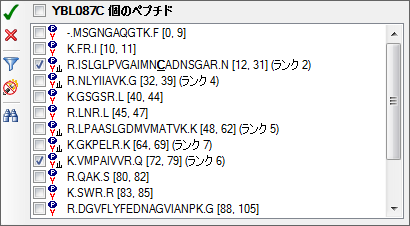 YBL087C 個のペプチド
-.MSGNGAQGTK.F [0, 9]
K.FR.I [10, 11]
R.ISLGLPVGAIMNCADNSGAR.N [12, 31] (ランク 2)
R.NLYIIAVK.G [32, 39] (ランク 4)
K.GSGSR.L [40, 44]
R.LNR.L [45, 47]
R.LPAASLGDMVMATVK.K [48, 62] (ランク 5)
K.GKPELR.K [64, 69] (ランク 7)
K.VMPAIVVR.Q [72, 79] (ランク 6)
R.QAK.S [80, 82]
K.SWR.R [83, 85]
R.DGVFLYFEDNAGVIANPK.G [88, 105]